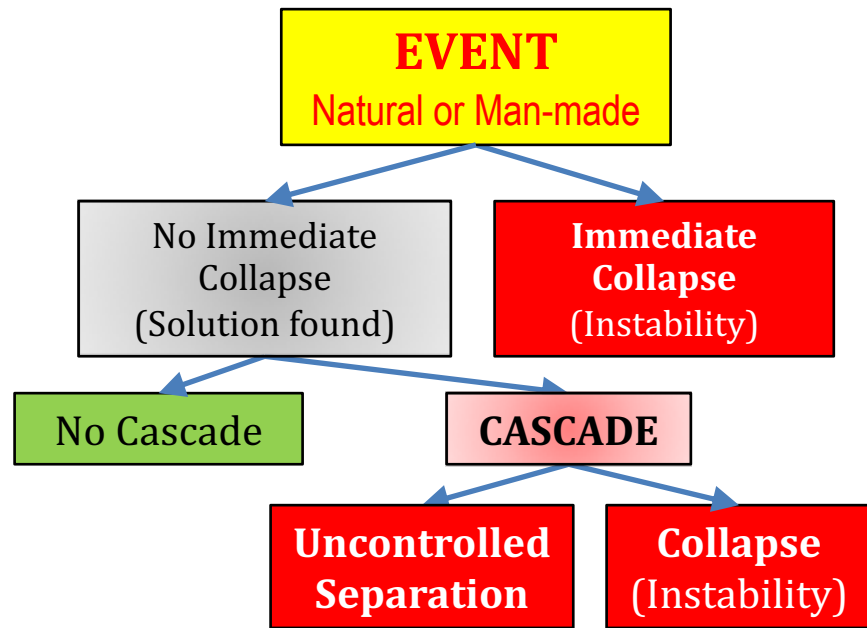 EVENT
Natural or Man-made
No Immediate
Collapse
(Solution found)
Immediate
Collapse
(Instability)
No Cascade
CASCADE
Uncontrolled
Separation
Collapse
(Instability)